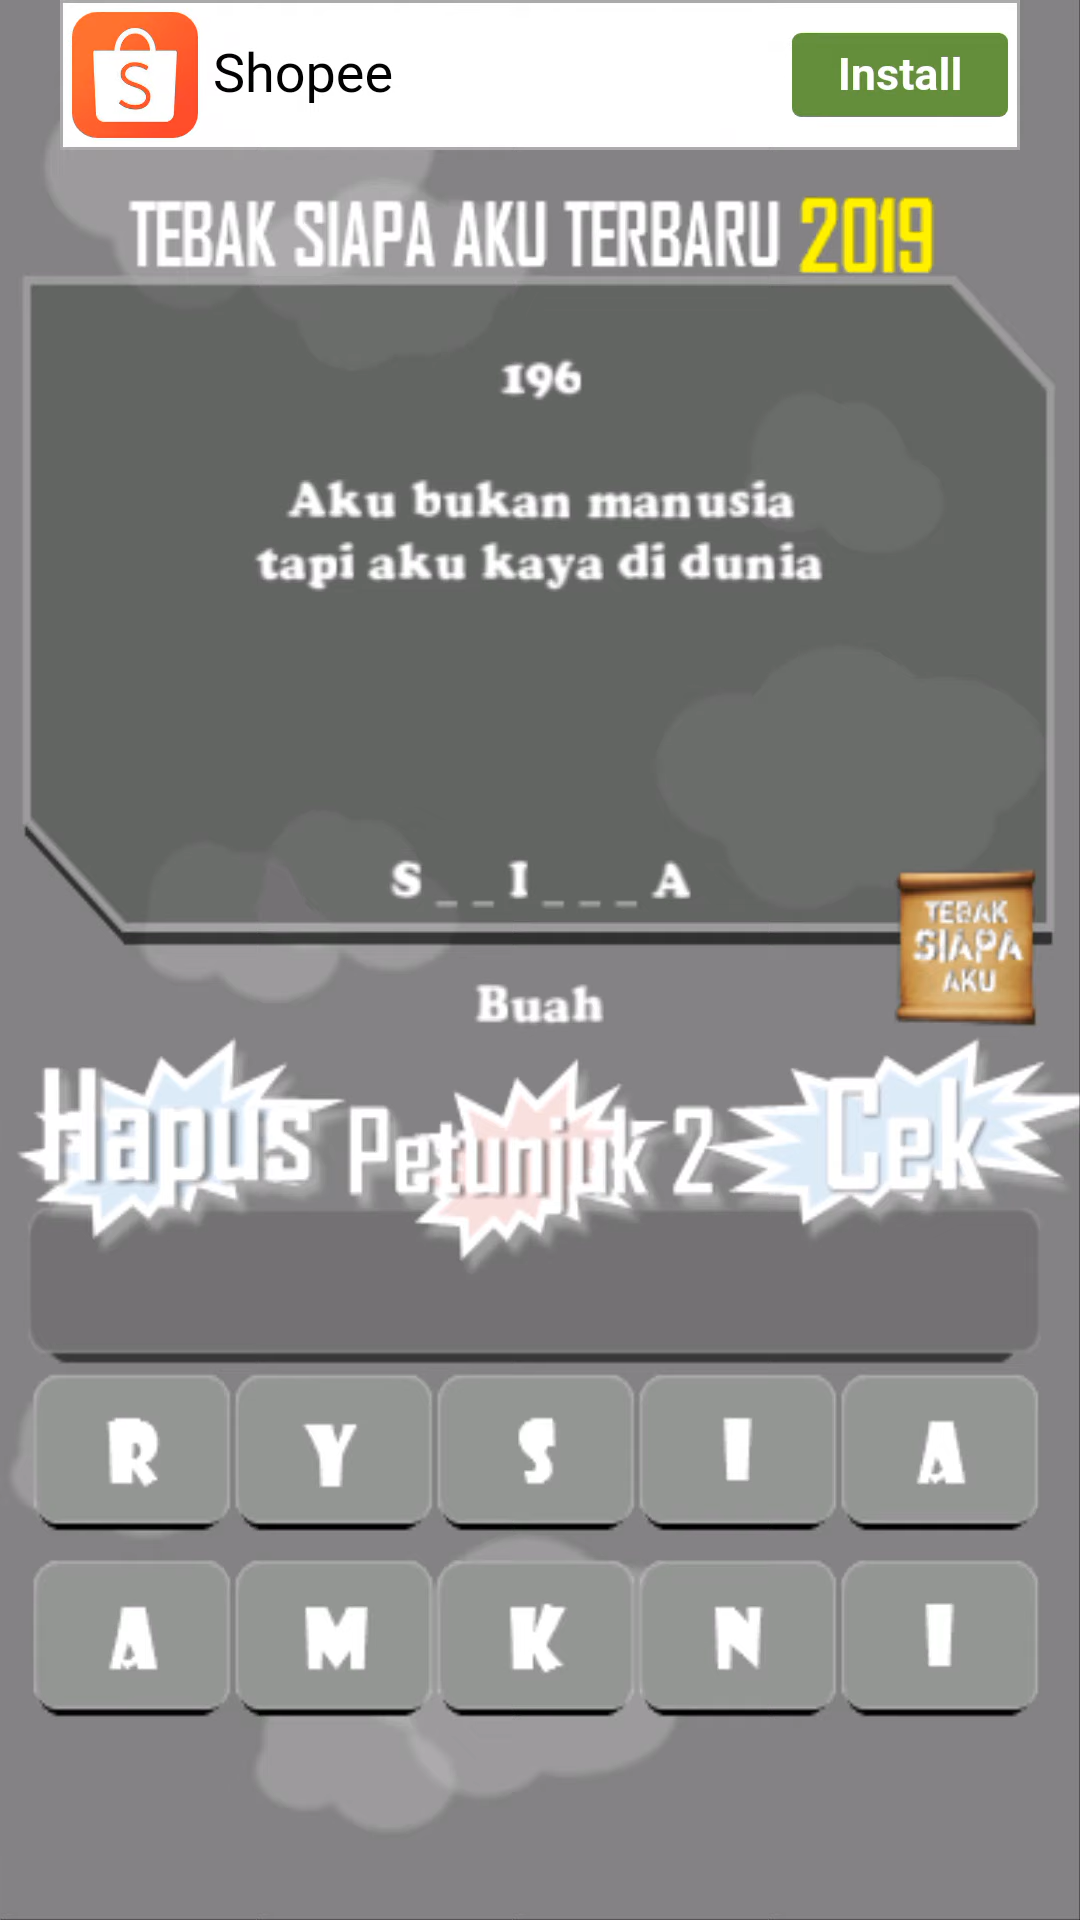 Shopee
Install
TEBAK SIAPA AKU TERBARU 2019
196
Aku bukan manusia
tapi aku kaya di dunia
S _ _ I _ _ _ A
TEBAK
SIAPA
AKU
Buah
Hapus Petunjuk 2 Cek
R Y S I A
A M K N I